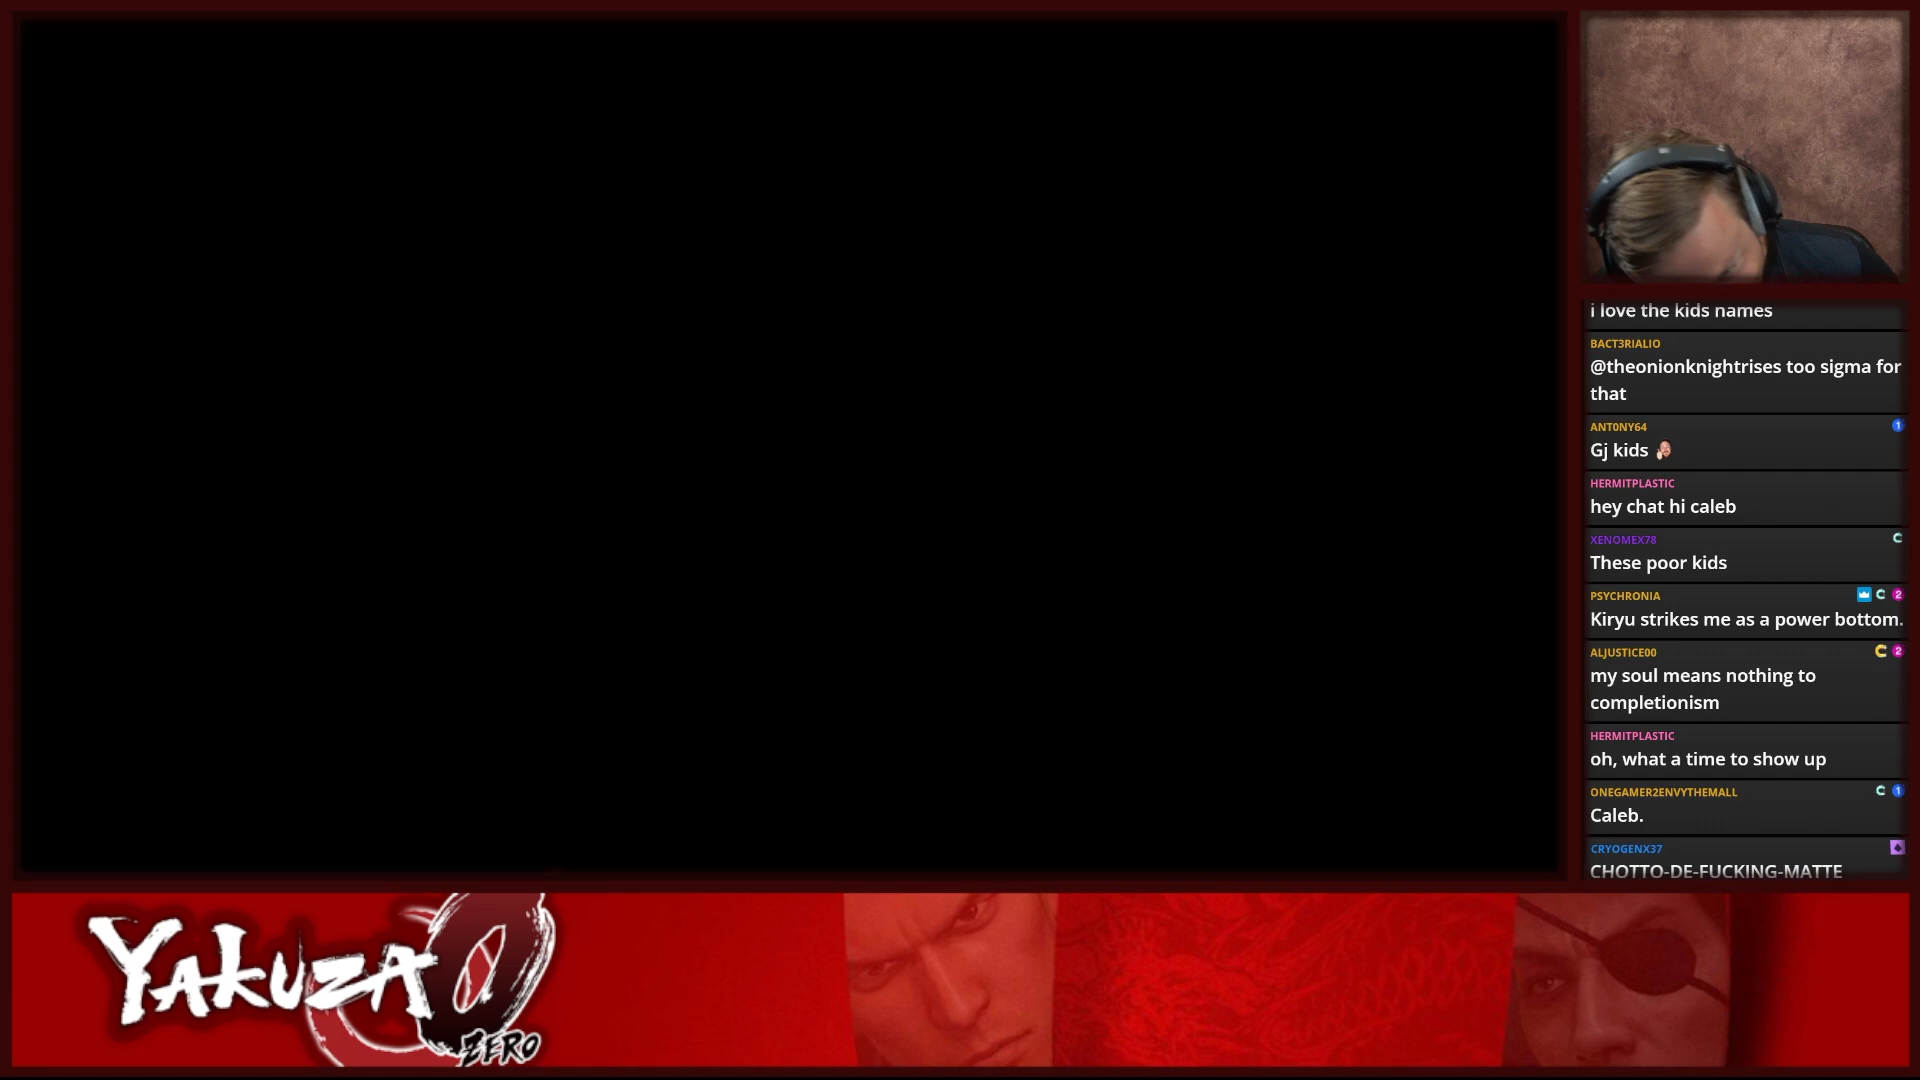 i love the kids names
BACT3RIALIO
@theonionknightrises too sigma for
that
ANT0NY64
Gj kids
HERMITPLASTIC
hey chat hi caleb
XENOMEX78
These poor kids
PSYCHRONIA
Kiryu strikes me as a power bottom.
ALJUSTICE00
my soul means nothing to
completionism
HERMITPLASTIC
oh, what a time to show up
ONEGAMER2ENVYTHEMALL
Caleb.
CRYOGENX37
CHOTTO-DE-FUCKING-MATTE
YAKUZA 0
ZERO